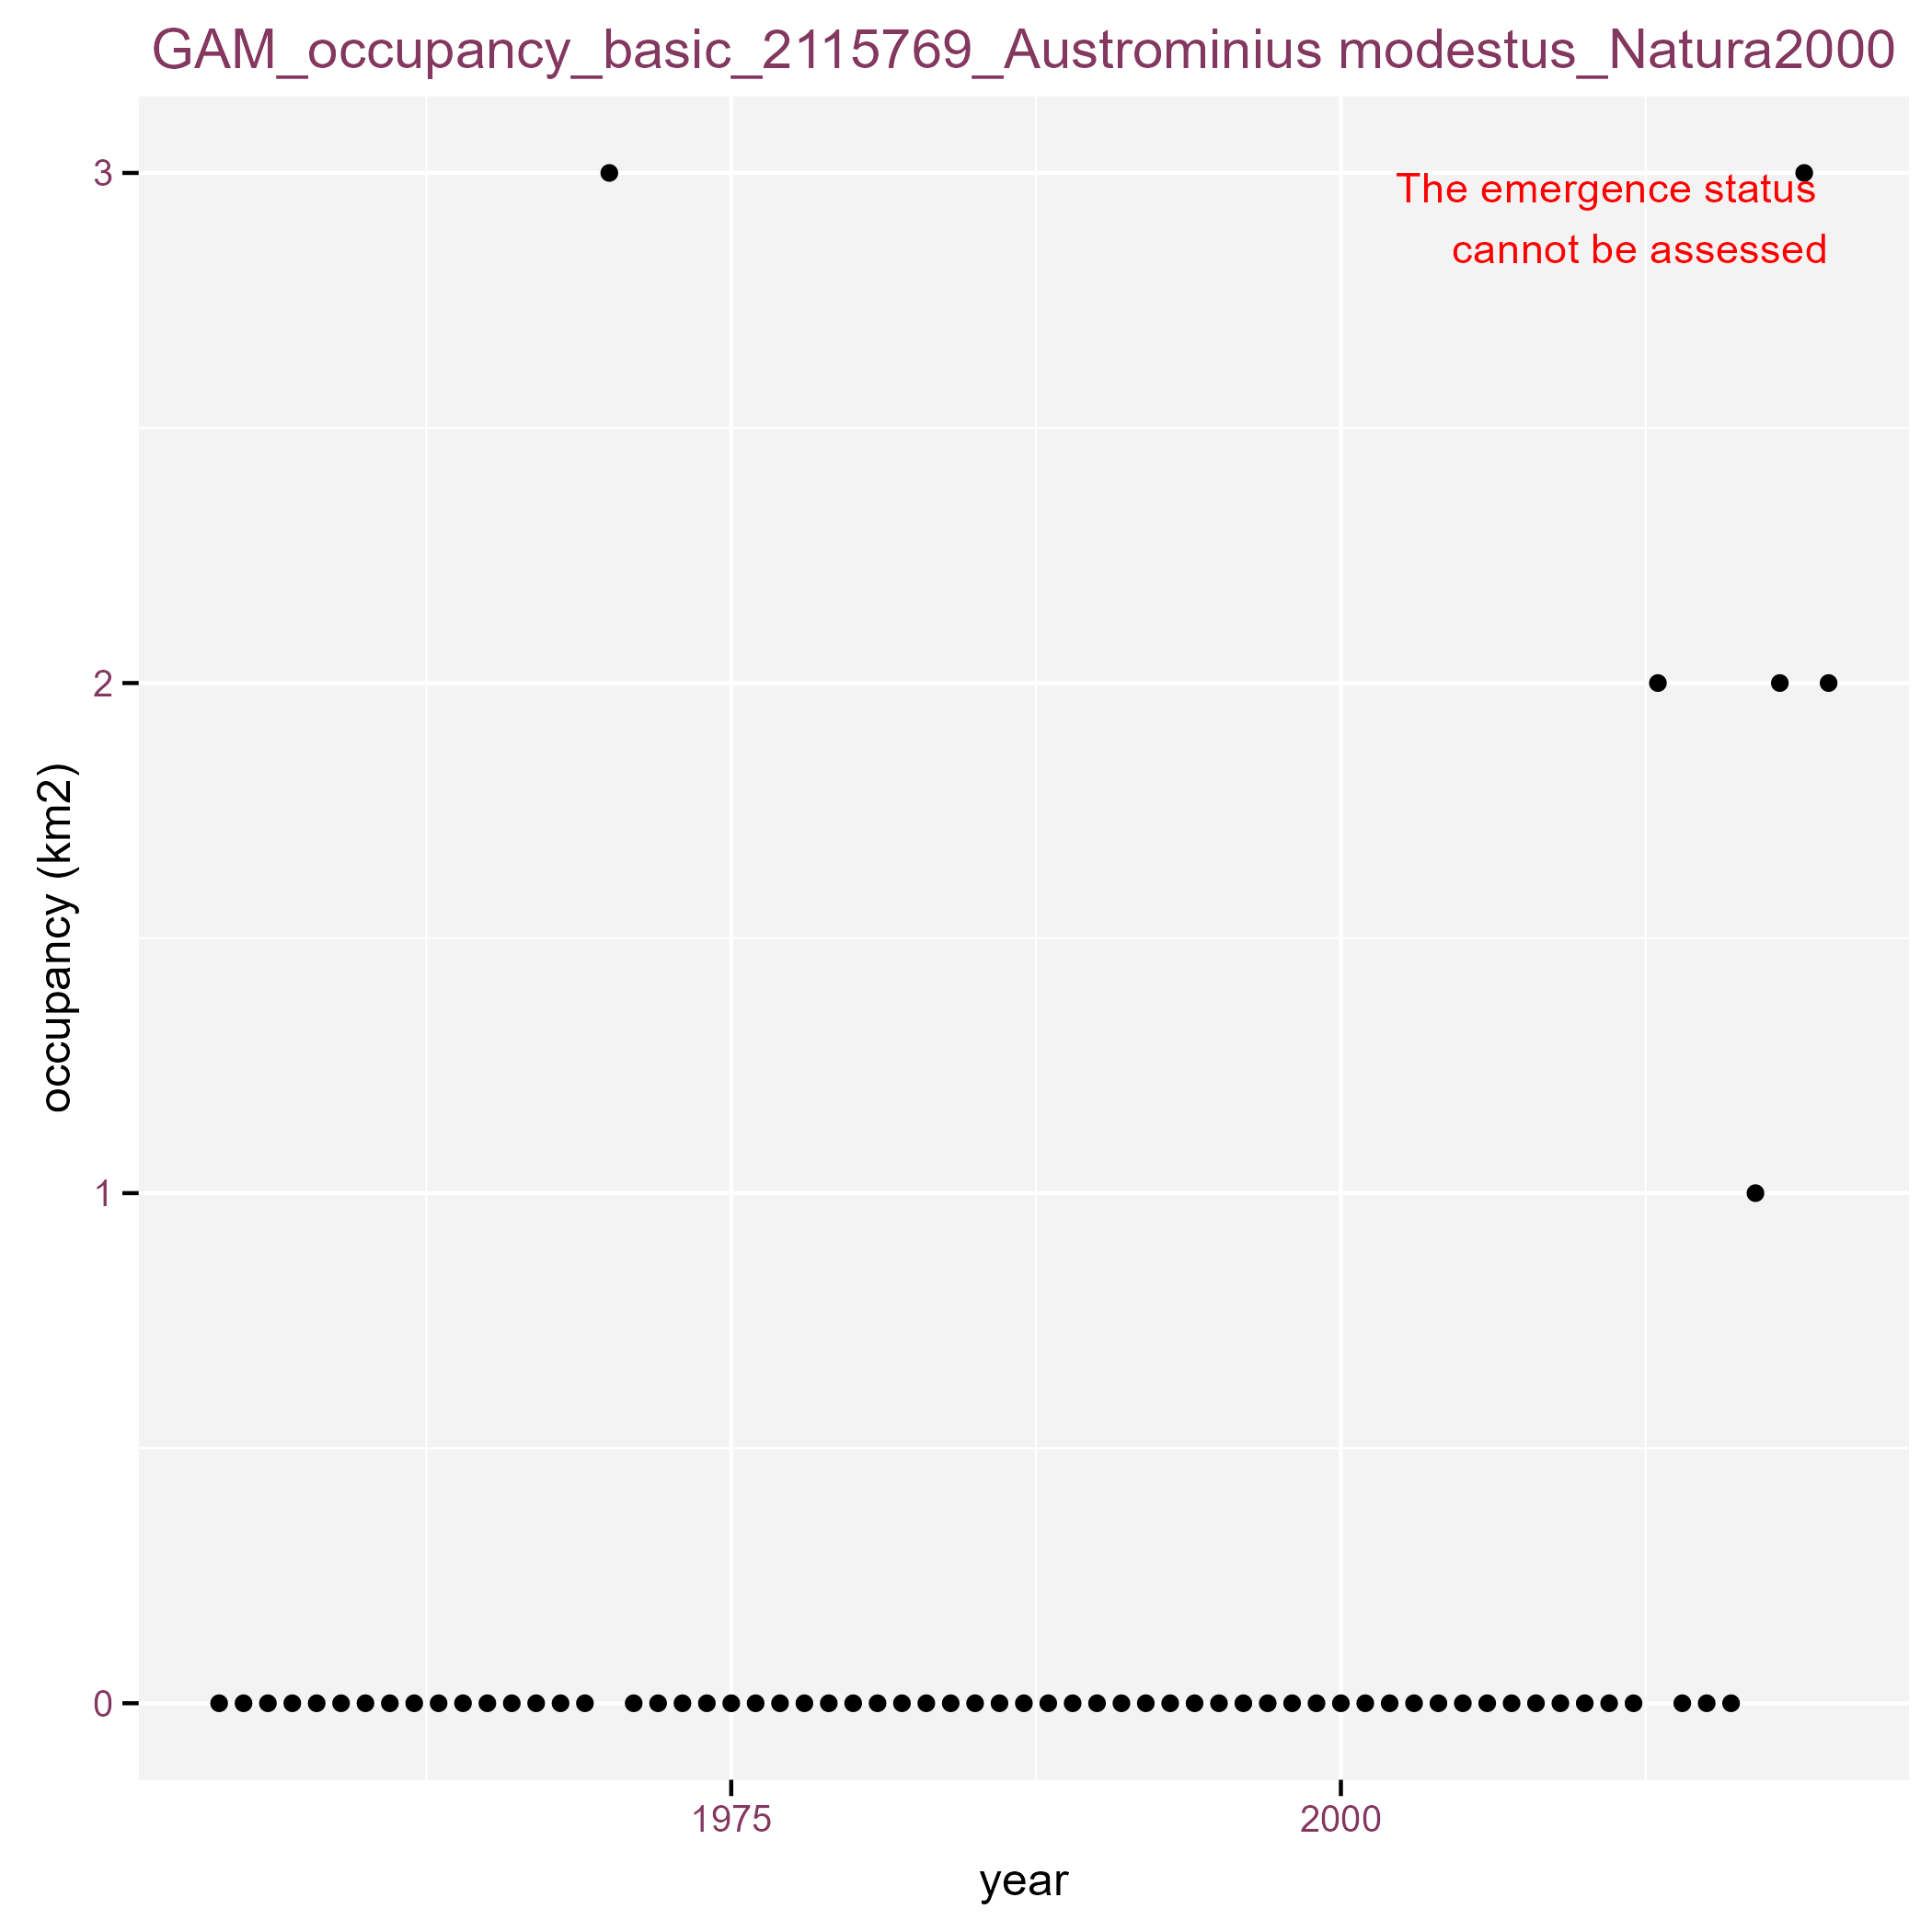 GAM_occupancy_basic_2115769_Austrominius modestus_Natura2000
3
The emergence status
cannot be assessed
2
occupancy (km2)
1
0
1975
2000
year